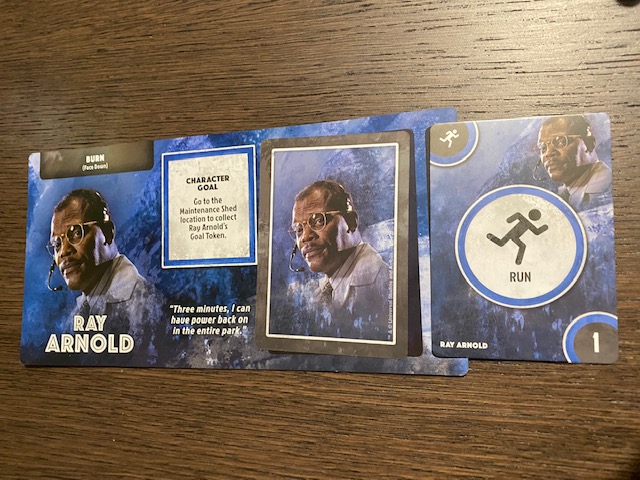 BURN
(Face Down)
CHARACTER
GOAL
Go to the
Maintenance Shed
location to collect
Ray Arnold's
Goal Token.
RAY
ARNOLD
"Three minutes, I can
have power back on
in the entire park."
RUN
RAY ARNOLD
1